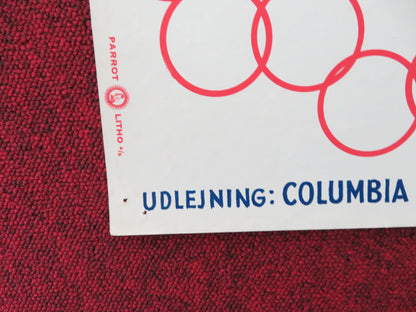 PARROT LITHO A/S
UDLEJNING: COLUMBIA